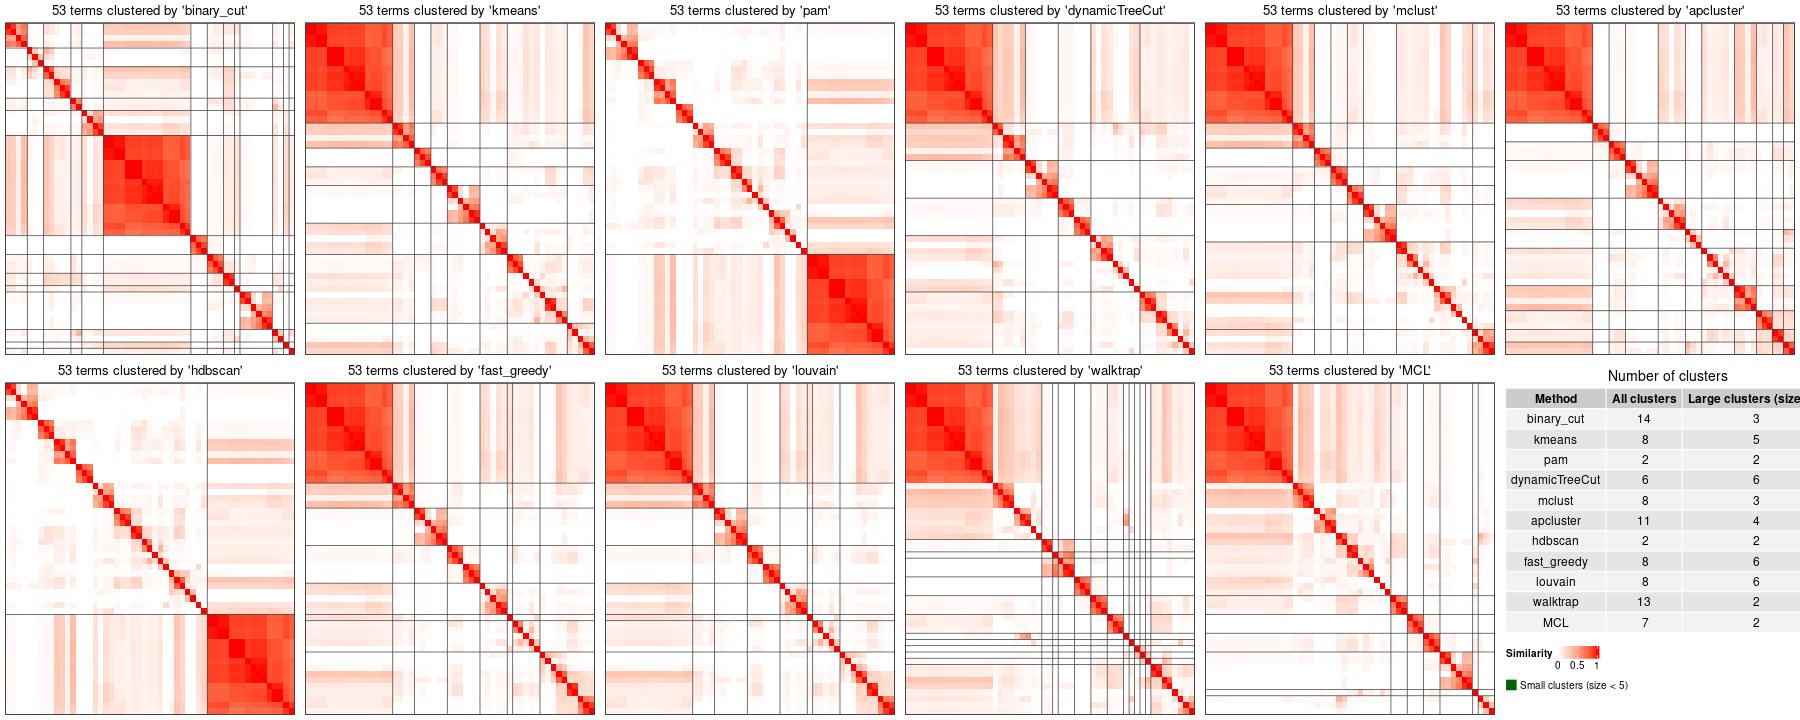 53 terms clustered by 'binary_cut'
53 terms clustered by 'kmeans'
53 terms clustered by 'pam'
53 terms clustered by 'dynamicTreeCut'
53 terms clustered by 'mclust'
53 terms clustered by 'apcluster'
53 terms clustered by 'hdbscan'
53 terms clustered by 'fast_greedy'
53 terms clustered by 'louvain'
53 terms clustered by 'walktrap'
53 terms clustered by 'MCL'
Number of clusters
Method All clusters Large clusters (size
binary_cut 14 3
kmeans 8 5
pam 2 2
dynamicTreeCut 6 6
mclust 8 3
apcluster 11 4
hdbscan 2 2
fast_greedy 8 6
louvain 8 6
walktrap 13 2
MCL 7 2
Similarity
0 0.5 1
Small clusters (size < 5)